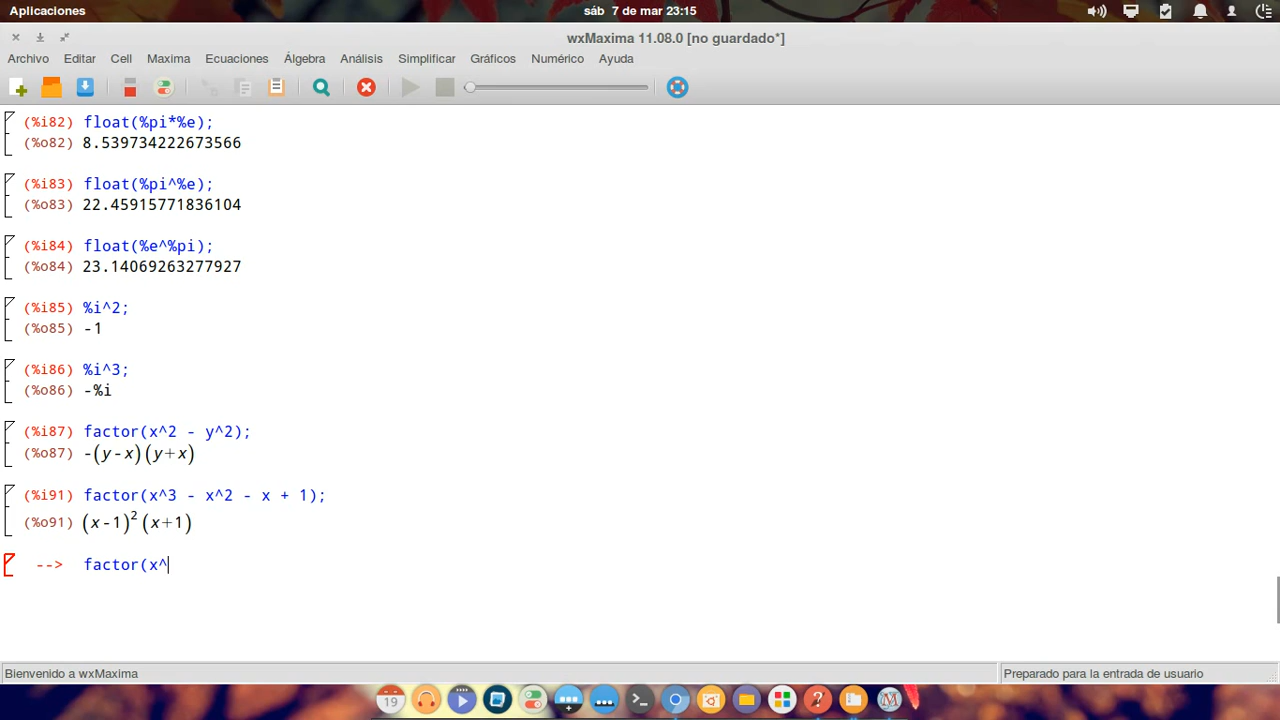 Aplicaciones
sáb 7 de mar 23:15
wxMaxima 11.08.0 [no guardado*]
Archivo Editar Cell Maxima Ecuaciones Álgebra Análisis Simplificar Gráficos Numérico Ayuda
(%i82) float(%pi*%e);
(%o82) 8.539734222673566
(%i83) float(%pi^%e);
(%o83) 22.45915771836104
(%i84) float(%e^%pi);
(%o84) 23.14069263277927
(%i85) %i^2;
(%o85) -1
(%i86) %i^3;
(%o86) -%i
(%i87) factor(x^2 - y^2);
(%o87) -(y-x)(y+x)
(%i91) factor(x^3 - x^2 - x + 1);
(%o91) (x-1)² (x+1)
--> factor(x^
Bienvenido a wxMaxima
Preparado para la entrada de usuario
19